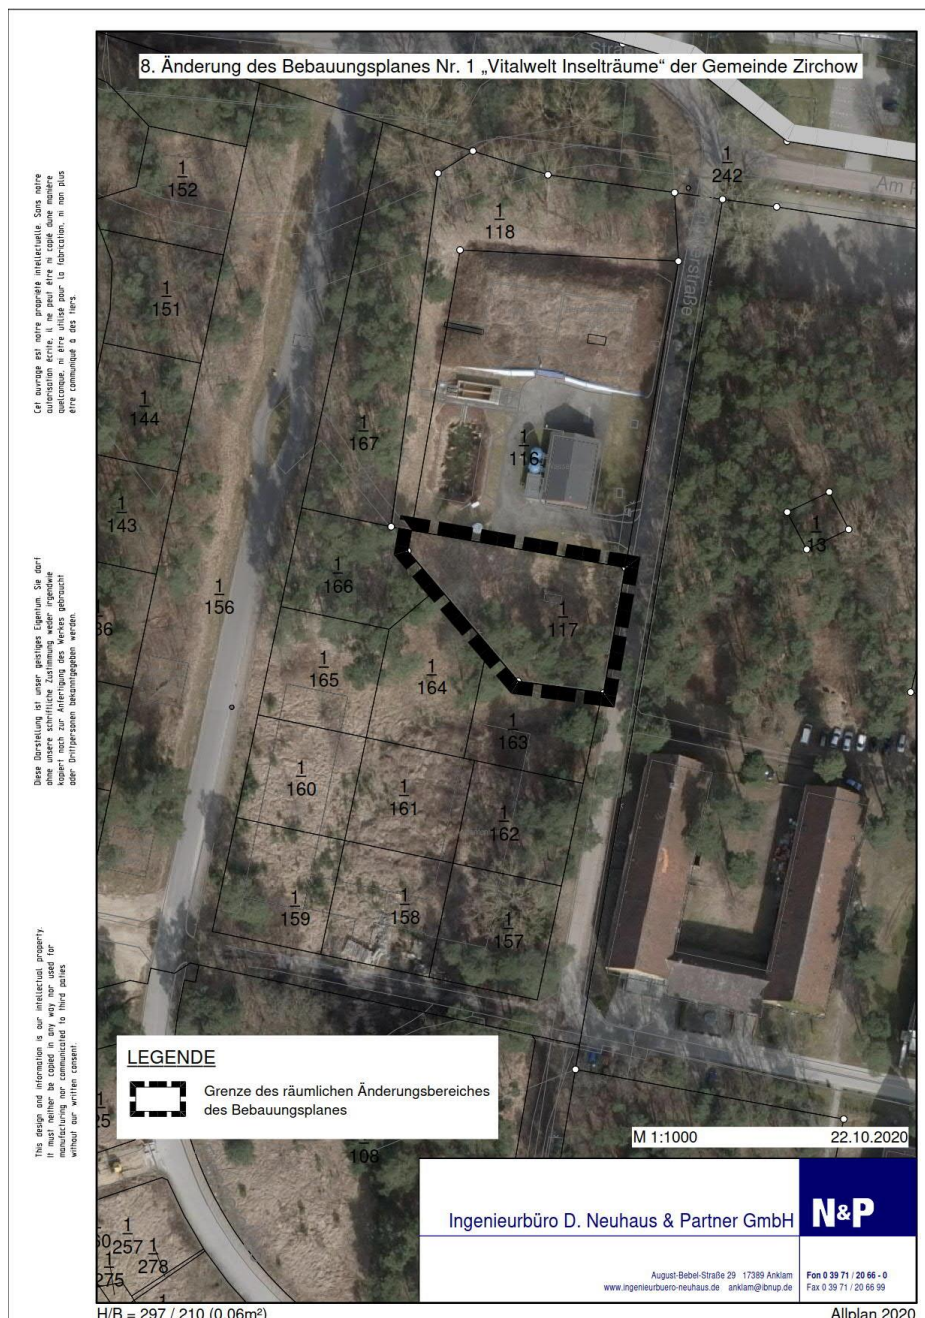 8. Änderung des Bebauungsplanes Nr. 1 „Vitalwelt Inselträume“ der Gemeinde Zirchow
1
242
Am
1
152
1
118
1
151
1
144
1
167
1
116
1
143
1
13
1
166
1
156
1
117
1
165
1
164
1
163
1
160
1
161
1
162
1
159
1
158
1
157
108
1
257
1
278
275
Cet ouvrage est notre propriété intellectuelle. Sans notre
autorisation écrite, il ne peut être ni copié dune manière
quelconque, ni être utilisé pour la fabrication, ni non plus
être communiqué a des tiers.
Diese Darstellung ist unser geistiges Eigentum. Sie darf
ohne unsere schriftliche Zustimmung weder irgendwie
kopiert noch zur Anfertigung des Werkes gebraucht
oder Drittpersonen bekanntgegeben werden.
This design and information is our intellectual property.
It must neither be copied in any way nor used for
manufacturing nor communicated to third paties
without our written consent.
LEGENDE
Grenze des räumlichen Änderungsbereiches
des Bebauungsplanes
M 1:1000 22.10.2020
Ingenieurbüro D. Neuhaus & Partner GmbH
N&P
August-Bebel-Straße 29 17389 Anklam
www.ingenieurbuero-neuhaus.de anklam@ibnup.de
Fon 0 39 71 / 20 66 - 0
Fax 0 39 71 / 20 66 99
H/B = 297 / 210 (0.06m²)
Allplan 2020